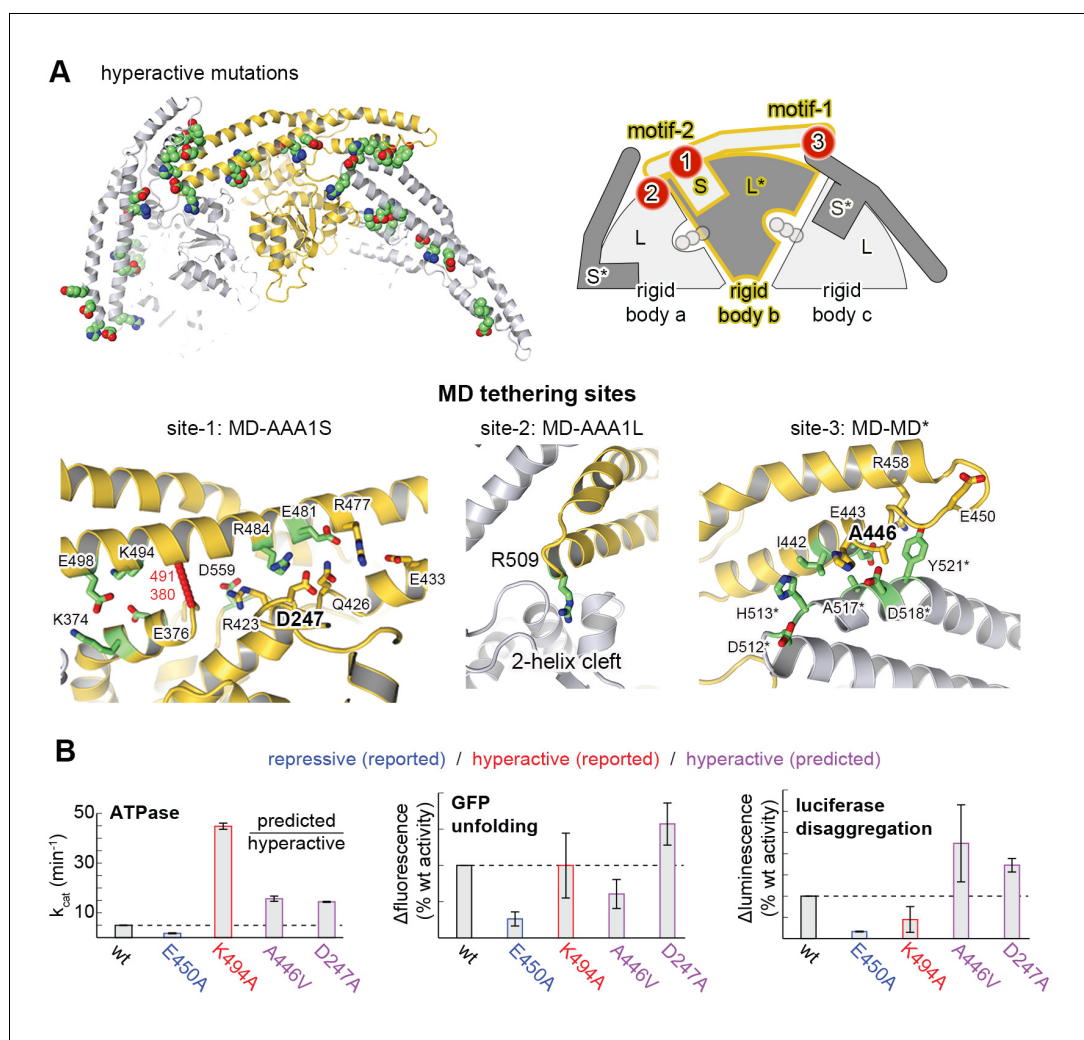 A hyperactive mutations
motif-1
motif-2
3
1
2
S
L*
S*
L
L
S*
rigid body a
rigid body b
rigid body c
MD tethering sites
site-1: MD-AAA1S
site-2: MD-AAA1L
site-3: MD-MD*
R477
E481
R484
K494
E498
491
380
D559
E433
Q426
K374
E376
R423
D247
R509
2-helix cleft
R458
E443
A446
E450
I442
Y521*
H513*
A517*
D518*
D512*
B
repressive (reported) / hyperactive (reported) / hyperactive (predicted)
ATPase
predicted
hyperactive
kcat (min-1)
50
30
10
wt
E450A
K494A
A446V
D247A
GFP
unfolding
Δfluorescence
(% wt activity)
wt
E450A
K494A
A446V
D247A
luciferase
disaggregation
Δluminescence
(% wt activity)
wt
E450A
K494A
A446V
D247A